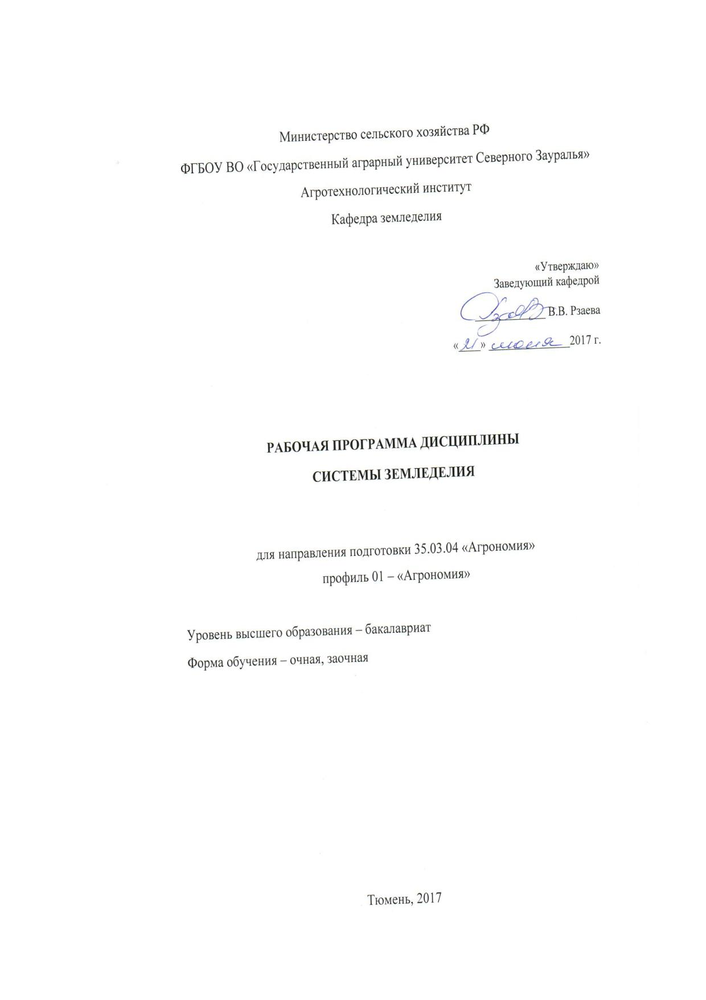 Министерство сельского хозяйства РФ
ФГБОУ ВО «Государственный аграрный университет Северного Зауралья»
Агротехнологический институт
Кафедра земледелия
«Утверждаю»
Заведующий кафедрой
В.В. Рзаева
«21» июня 2017 г.
РАБОЧАЯ ПРОГРАММА ДИСЦИПЛИНЫ
СИСТЕМЫ ЗЕМЛЕДЕЛИЯ
для направления подготовки 35.03.04 «Агрономия»
профиль 01 – «Агрономия»
Уровень высшего образования – бакалавриат
Форма обучения – очная, заочная
Тюмень, 2017